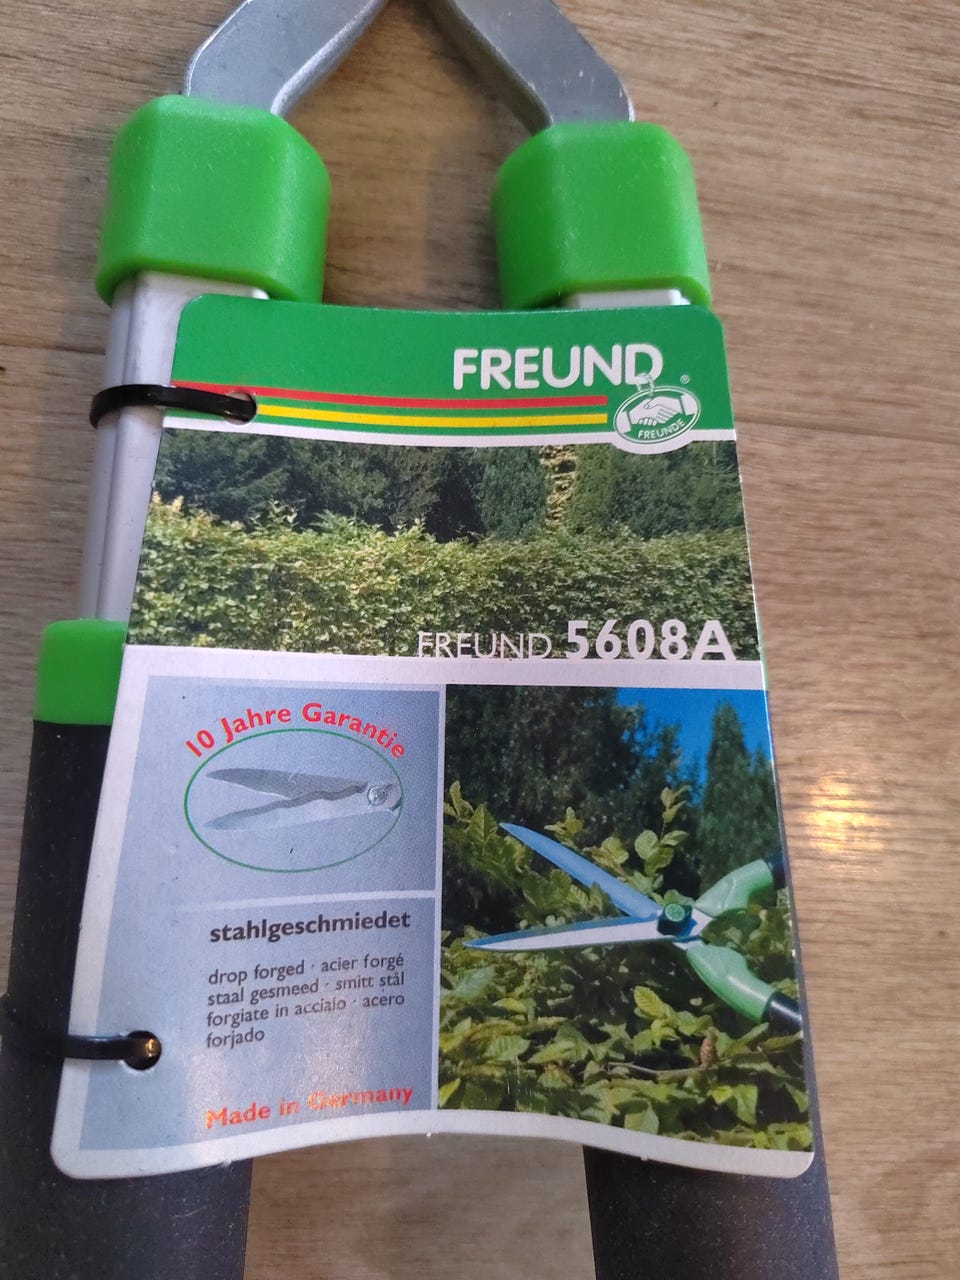 FREUND
®
FREUNDE
FREUND 5608A
10 Jahre Garantie
stahlgeschmiedet
drop forged · acier forgé
staal gesmeed · smitt stål
forgiate in acciaio · acero
forjado
Made in Germany